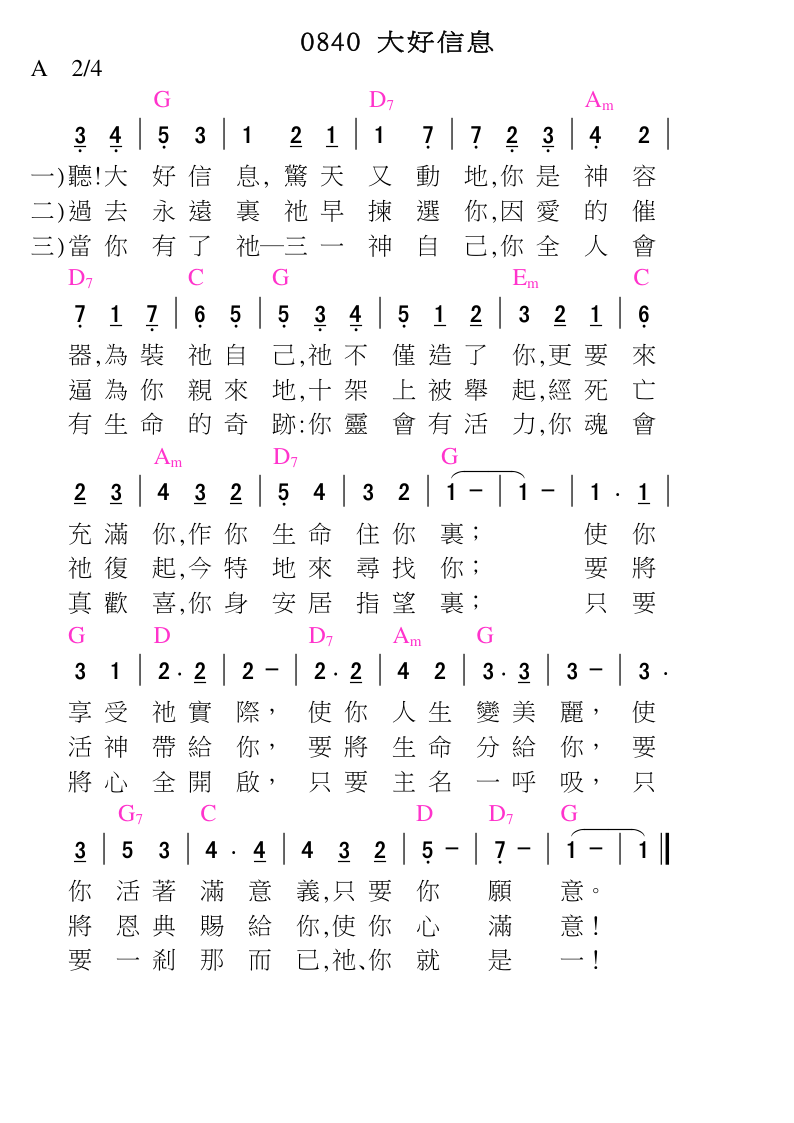 0840 大好信息
A 2/4
G D7 Am
3 4 | 5 3 | 1 2 1 | 1 7 | 7 2 3 | 4 2 |
一)聽!大 好 信 息, 驚 天 又 動 地,你 是 神 容
二)過 去 永 遠 裏 祂 早 揀 選 你,因 愛 的 催
三)當 你 有 了 祂—三 一 神 自 己,你 全 人 會
D7 C G Em C
7 1 7 | 6 5 | 5 3 4 | 5 1 2 | 3 2 1 | 6
器,為 裝 祂 自 己,祂 不 僅 造 了 你,更 要 來
逼 為 你 親 來 地,十 架 上 被 舉 起,經 死 亡
有 生 命 的 奇 跡:你 靈 會 有 活 力,你 魂 會
Am D7 G
2 3 | 4 3 2 | 5 4 | 3 2 | 1 - | 1 - | 1 . 1 |
充 滿 你,作 你 生 命 住 你 裏; 使 你
祂 復 起,今 特 地 來 尋 找 你; 要 將
真 歡 喜,你 身 安 居 指 望 裏; 只 要
G D D7 Am G
3 1 | 2 . 2 | 2 - | 2 . 2 | 4 2 | 3 . 3 | 3 - | 3 .
享 受 祂 實 際, 使 你 人 生 變 美 麗, 使
活 神 帶 給 你, 要 將 生 命 分 給 你, 要
將 心 全 開 啟, 只 要 主 名 一 呼 吸, 只
G7 C D D7 G
3 | 5 3 | 4 . 4 | 4 3 2 | 5 - | 7 - | 1 - | 1 ‖
你 活 著 滿 意 義,只 要 你 願 意。
將 恩 典 賜 給 你,使 你 心 滿 意!
要 一 剎 那 而 已,祂、你 就 是 一!